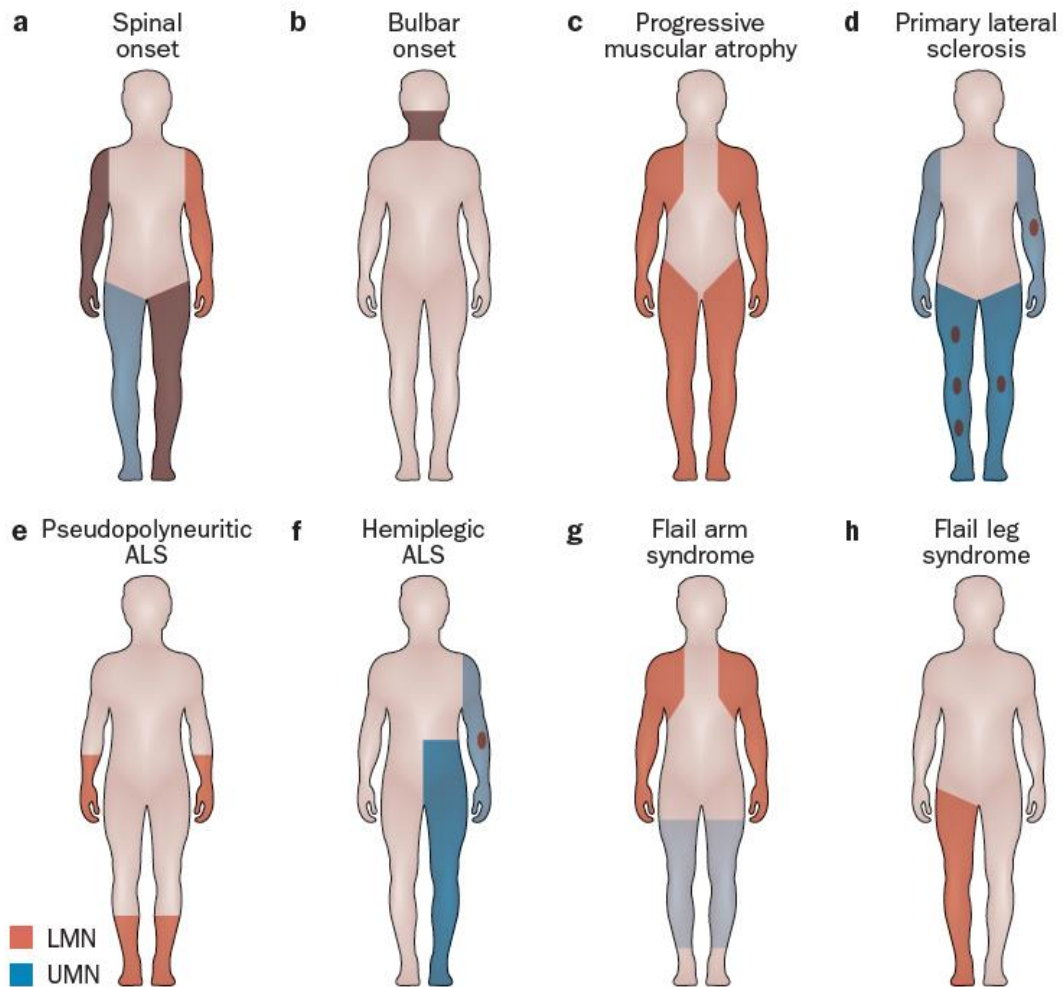 a Spinal onset
b Bulbar onset
c Progressive muscular atrophy
d Primary lateral sclerosis
e Pseudopolyneuritic ALS
f Hemiplegic ALS
g Flail arm syndrome
h Flail leg syndrome
LMN
UMN